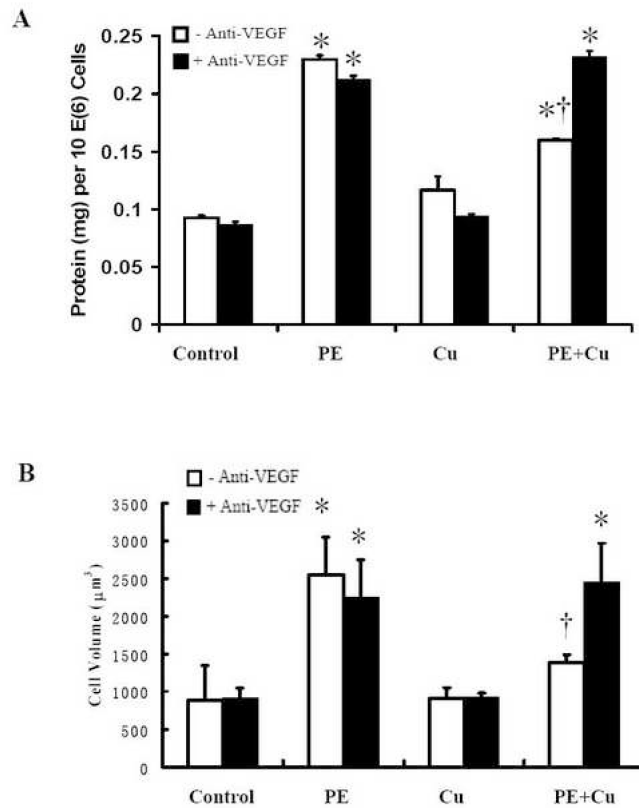 A
- Anti-VEGF
+ Anti-VEGF
Protein (mg) per 10 E(6) Cells
0.25
0.2
0.15
0.1
0.05
0
* * *† *
Control PE Cu PE+Cu
B
- Anti-VEGF
+ Anti-VEGF
Cell Volume (μm³)
3500
3000
2500
2000
1500
1000
500
0
* * † *
Control PE Cu PE+Cu